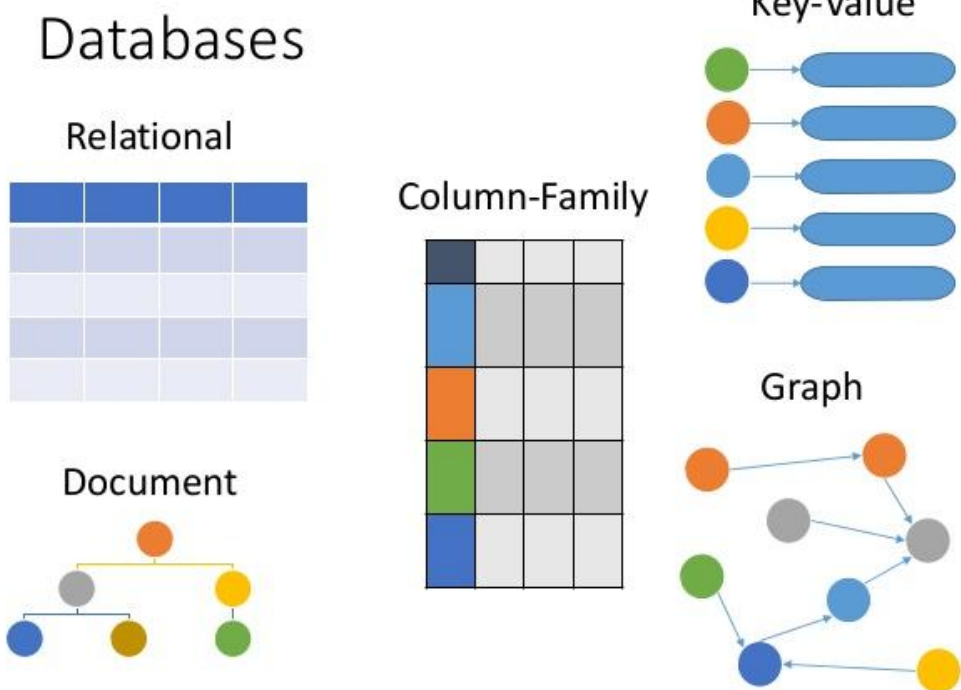 Databases
Key-Value
Relational
Column-Family
Graph
Document